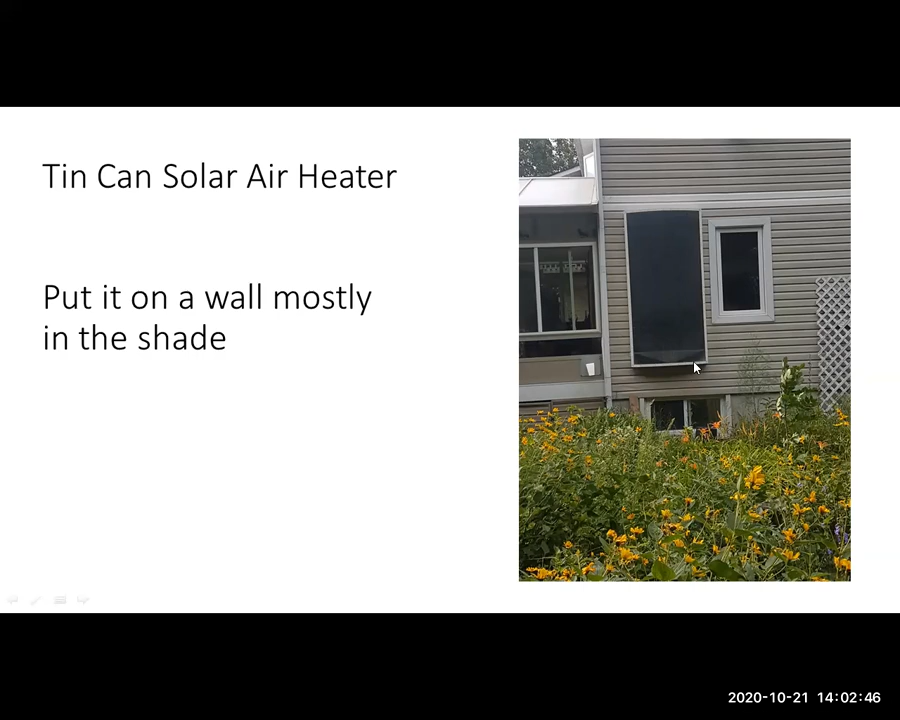 Tin Can Solar Air Heater
Put it on a wall mostly
in the shade
2020-10-21 14:02:46